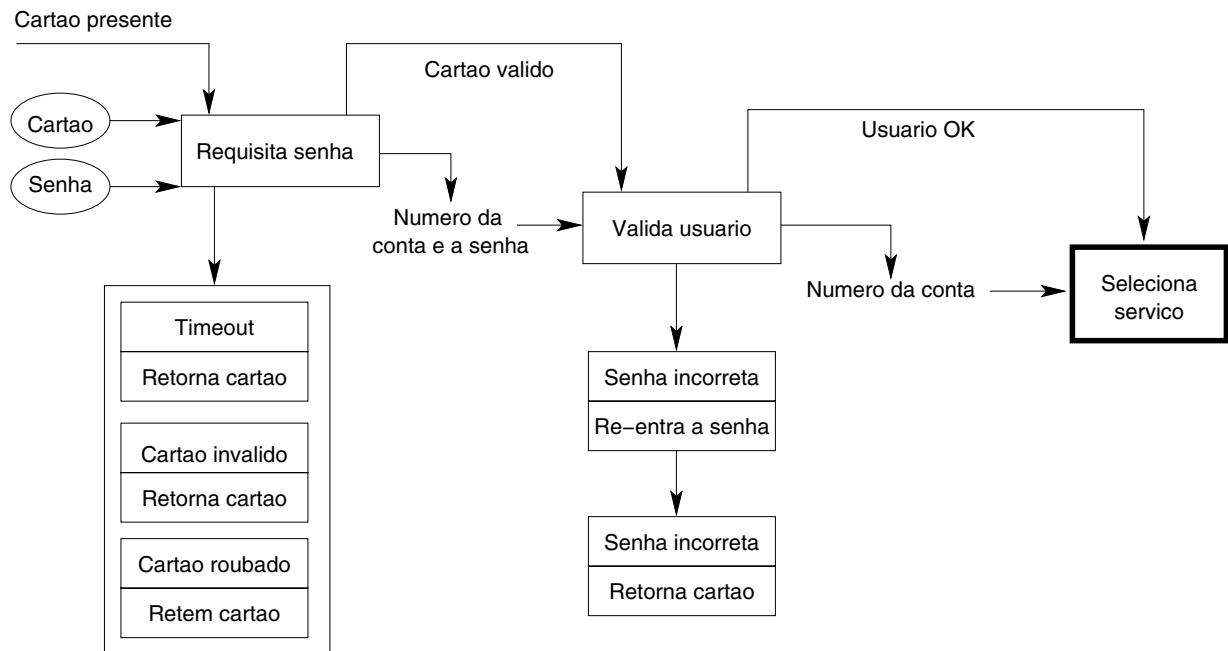 Cartao presente
Cartao valido
Cartao
Requisita senha
Usuario OK
Senha
Numero da
conta e a senha
Valida usuario
Numero da conta
Seleciona
servico
Timeout
Retorna cartao
Senha incorreta
Re-entra a senha
Cartao invalido
Retorna cartao
Senha incorreta
Retorna cartao
Cartao roubado
Retem cartao